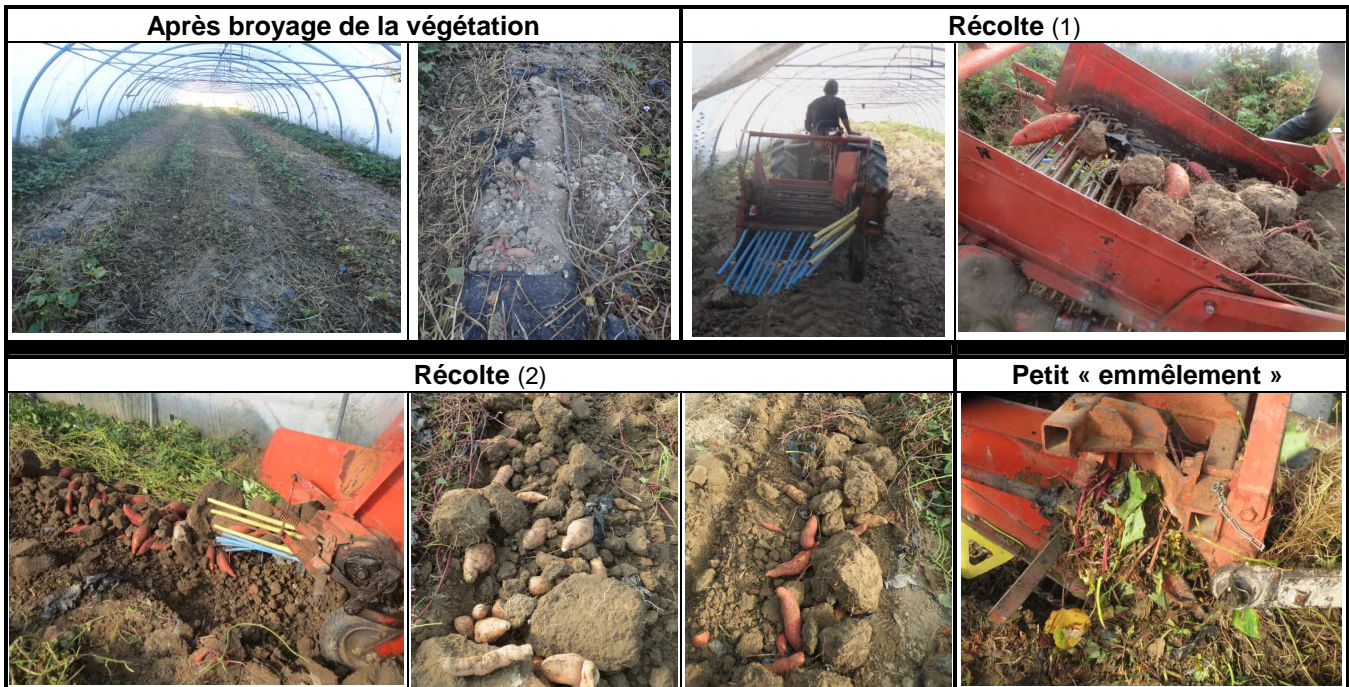 Après broyage de la végétation
Récolte (1)
Récolte (2)
Petit « emmêlement »